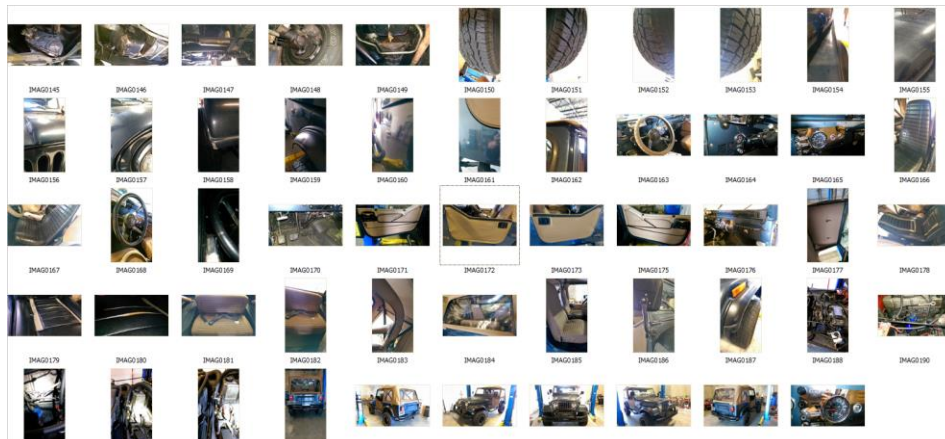 IMAG0145 IMAG0146 IMAG0147 IMAG0148 IMAG0149 IMAG0150 IMAG0151 IMAG0152 IMAG0153 IMAG0154 IMAG0155
IMAG0156 IMAG0157 IMAG0158 IMAG0159 IMAG0160 IMAG0161 IMAG0162 IMAG0163 IMAG0164 IMAG0165 IMAG0166
IMAG0167 IMAG0168 IMAG0169 IMAG0170 IMAG0171 IMAG0172 IMAG0173 IMAG0175 IMAG0176 IMAG0177 IMAG0178
IMAG0179 IMAG0180 IMAG0181 IMAG0182 IMAG0183 IMAG0184 IMAG0185 IMAG0186 IMAG0187 IMAG0188 IMAG0190